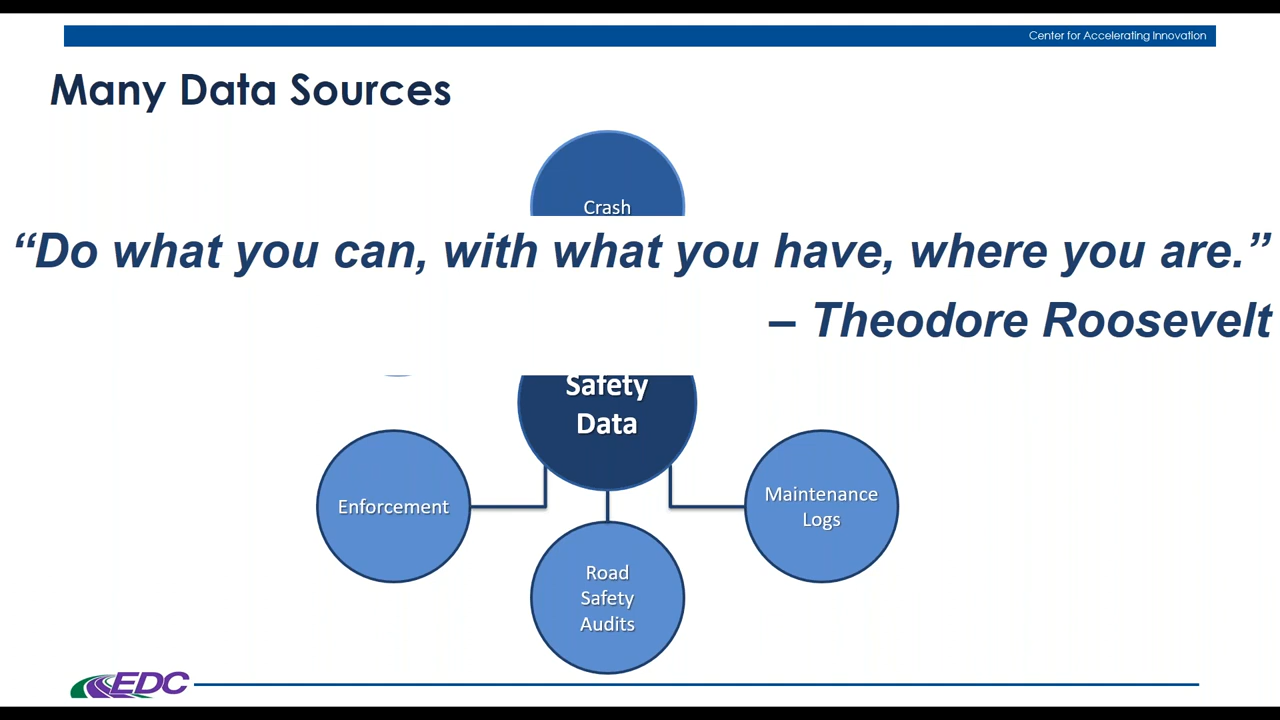 Center for Accelerating Innovation
Many Data Sources
Crash
“Do what you can, with what you have, where you are.”
– Theodore Roosevelt
Safety
Data
Enforcement
Maintenance
Logs
Road
Safety
Audits
EDC